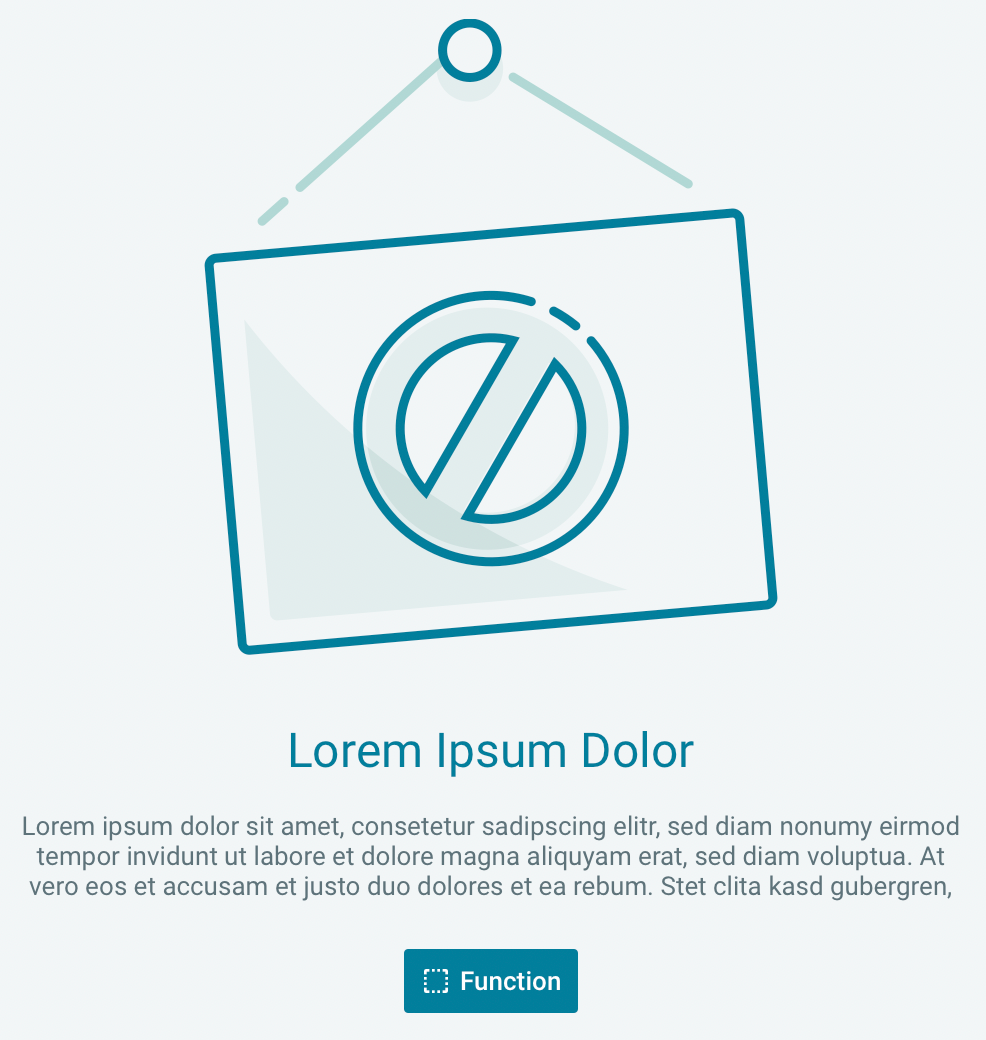 Lorem Ipsum Dolor
Lorem ipsum dolor sit amet, consetetur sadipscing elitr, sed diam nonumy eirmod
tempor invidunt ut labore et dolore magna aliquyam erat, sed diam voluptua. At
vero eos et accusam et justo duo dolores et ea rebum. Stet clita kasd gubergren,
Function